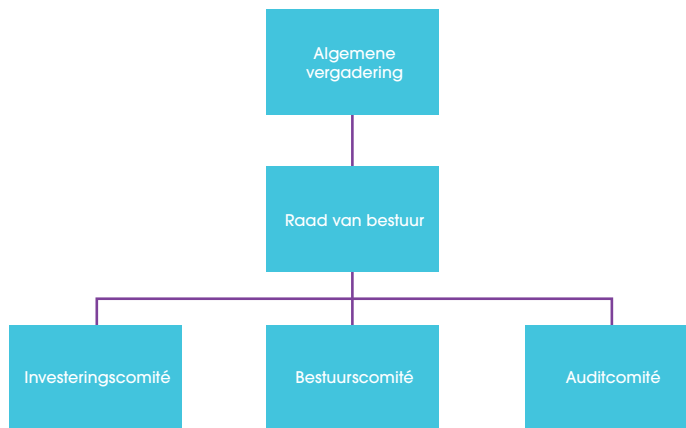 Algemene
vergadering
Raad van bestuur
Investeringscomité
Bestuurscomité
Auditcomité